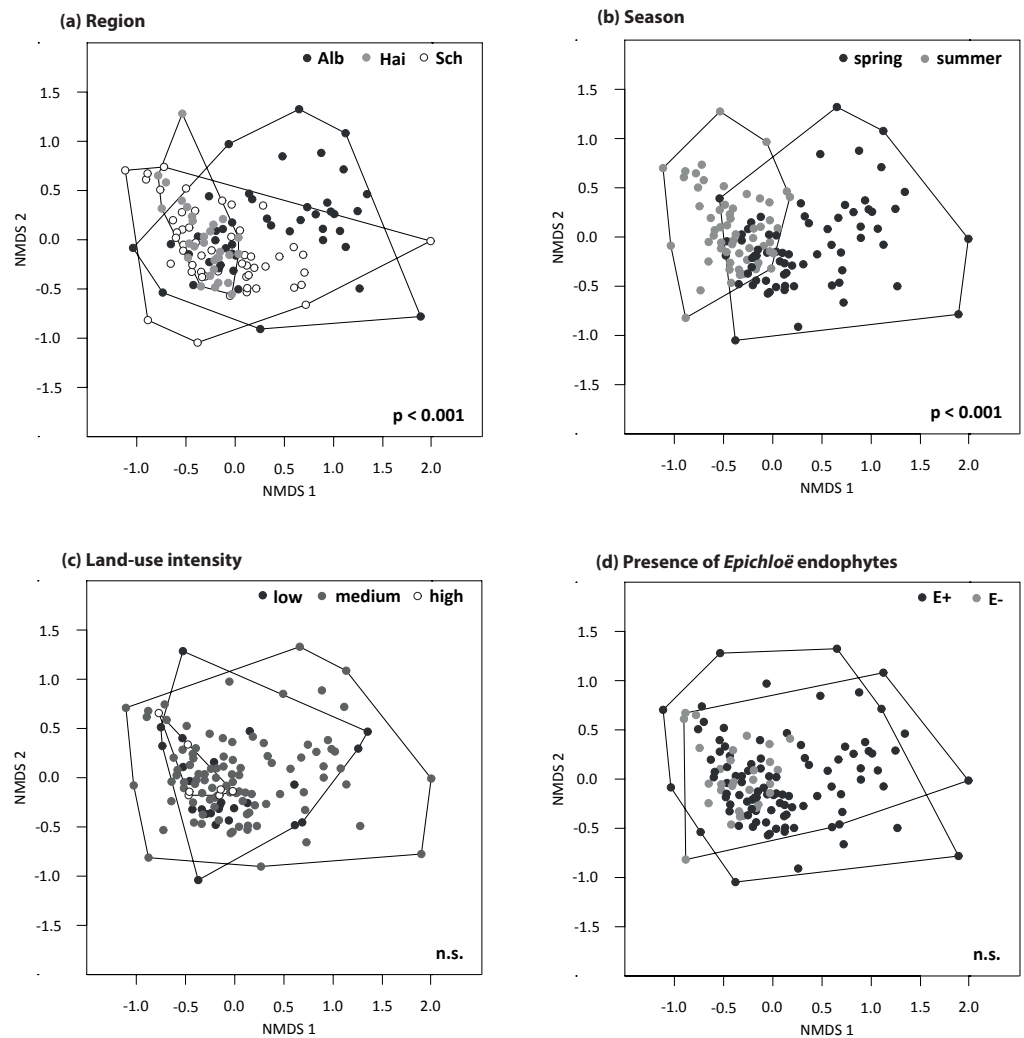 (a) Region
Alb Hai Sch
1.5
1.0
0.5
0.0
-0.5
-1.0
-1.5
NMDS 2
p < 0.001
-1.0 -0.5 0.0 0.5 1.0 1.5 2.0
NMDS 1
(b) Season
spring summer
1.5
1.0
0.5
0.0
-0.5
-1.0
-1.5
NMDS 2
p < 0.001
-1.0 -0.5 0.0 0.5 1.0 1.5 2.0
NMDS 1
(c) Land-use intensity
low medium high
1.5
1.0
0.5
0.0
-0.5
-1.0
-1.5
NMDS 2
n.s.
-1.0 -0.5 0.0 0.5 1.0 1.5 2.0
NMDS 1
(d) Presence of Epichloë endophytes
E+ E-
1.5
1.0
0.5
0.0
-0.5
-1.0
-1.5
NMDS 2
n.s.
-1.0 -0.5 0.0 0.5 1.0 1.5 2.0
NMDS 1